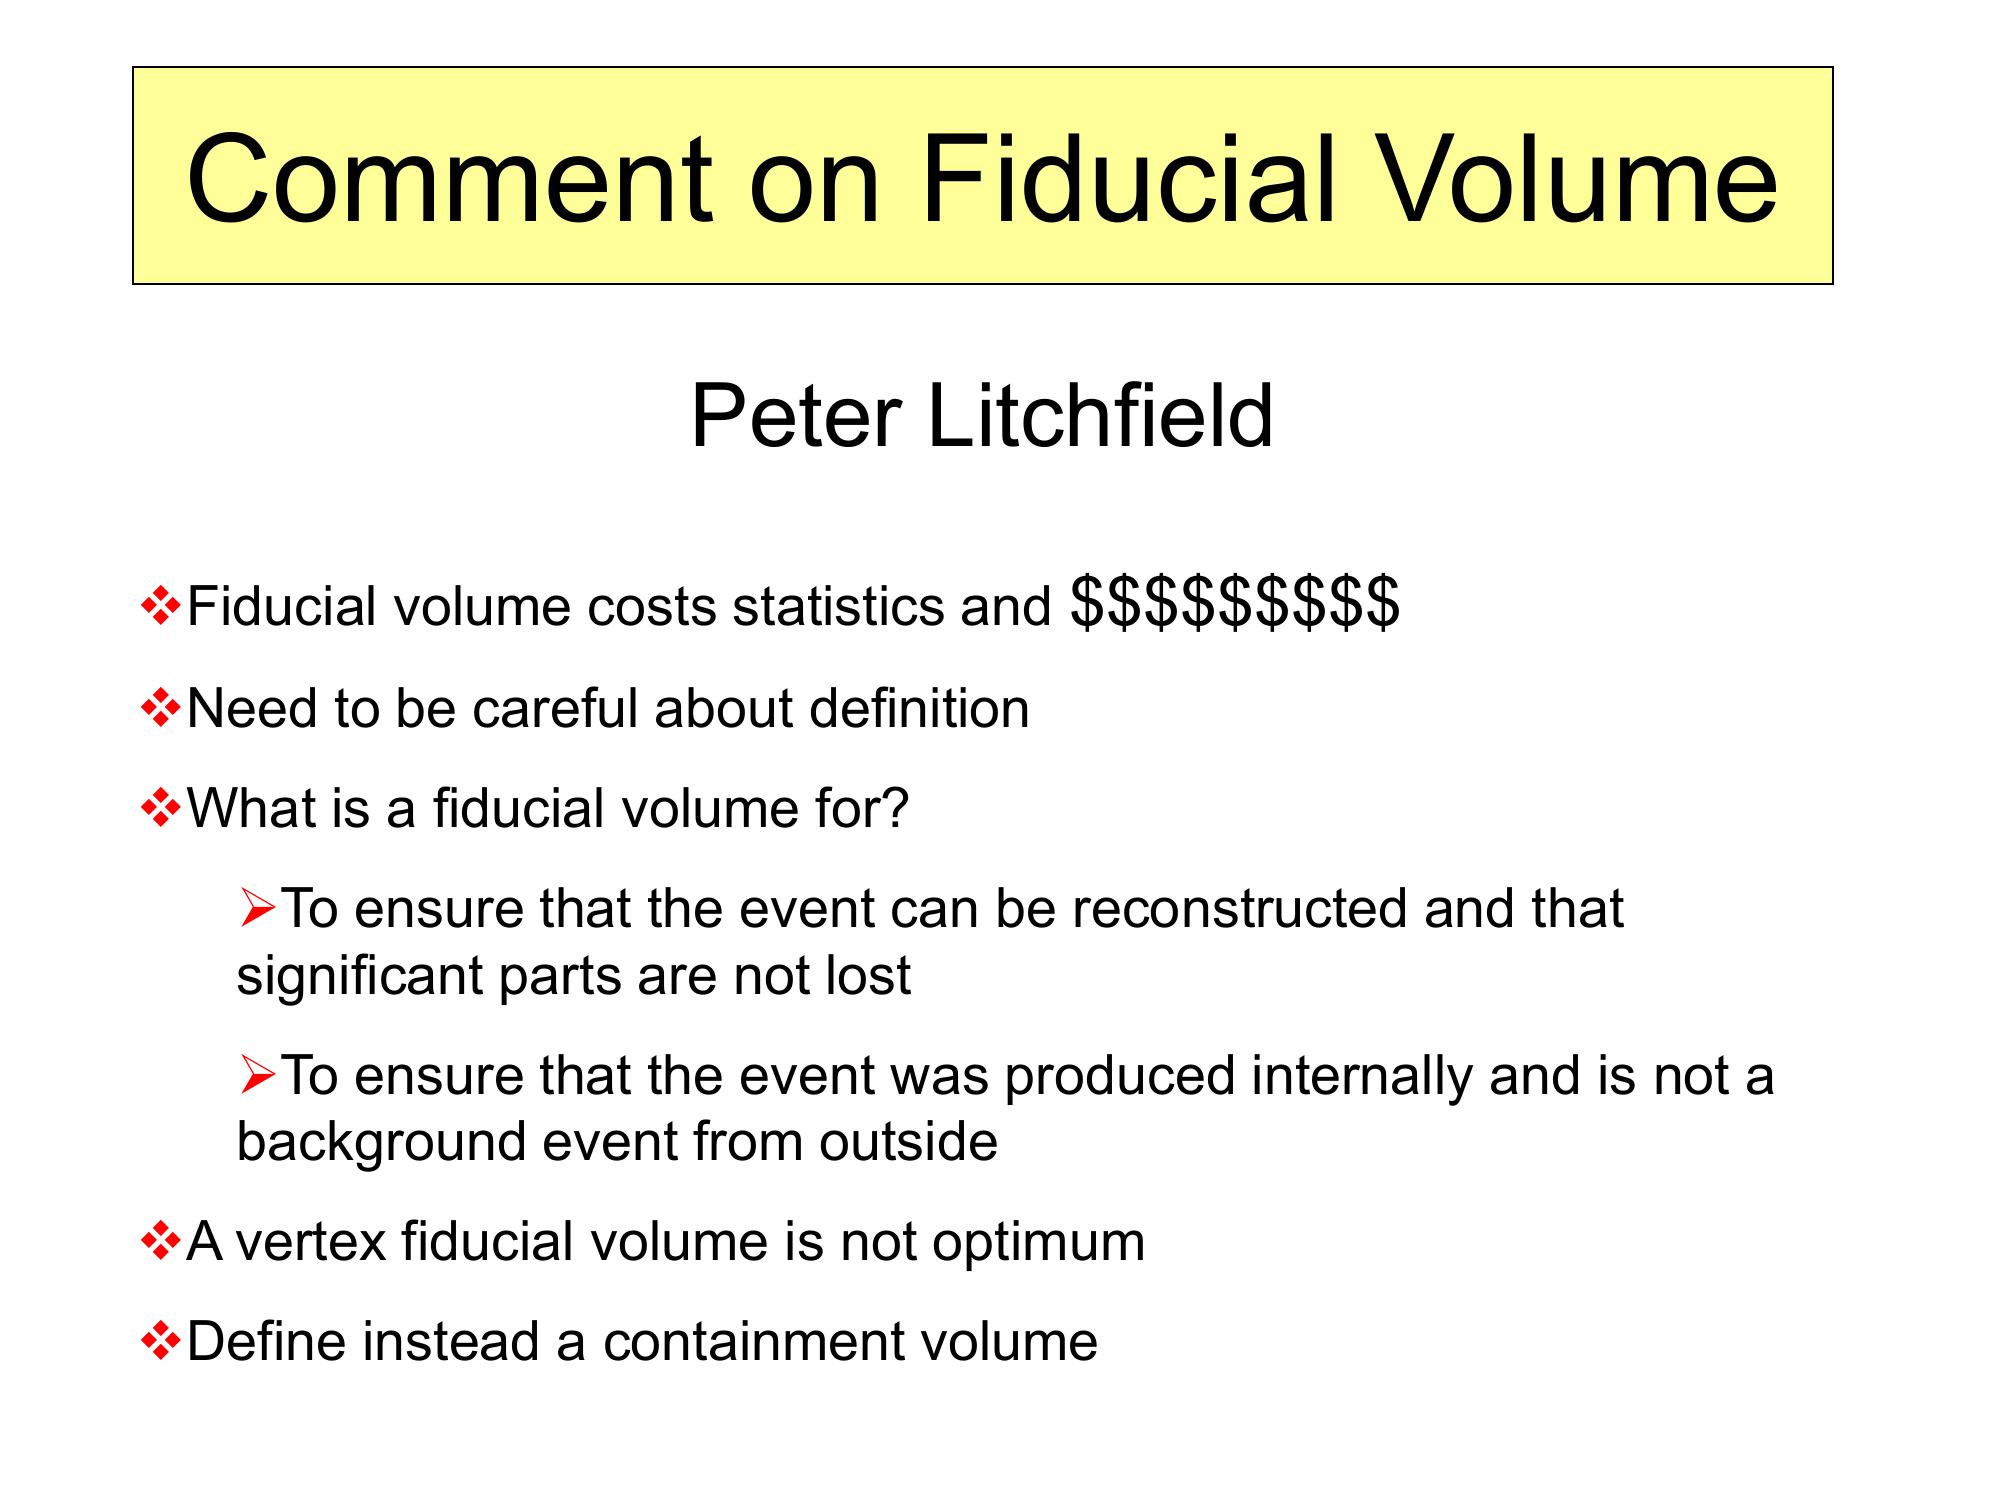 Comment on Fiducial Volume
Peter Litchfield
❖Fiducial volume costs statistics and $$$$$$$$$
❖Need to be careful about definition
❖What is a fiducial volume for?
➢To ensure that the event can be reconstructed and that
significant parts are not lost
➢To ensure that the event was produced internally and is not a
background event from outside
❖A vertex fiducial volume is not optimum
❖Define instead a containment volume